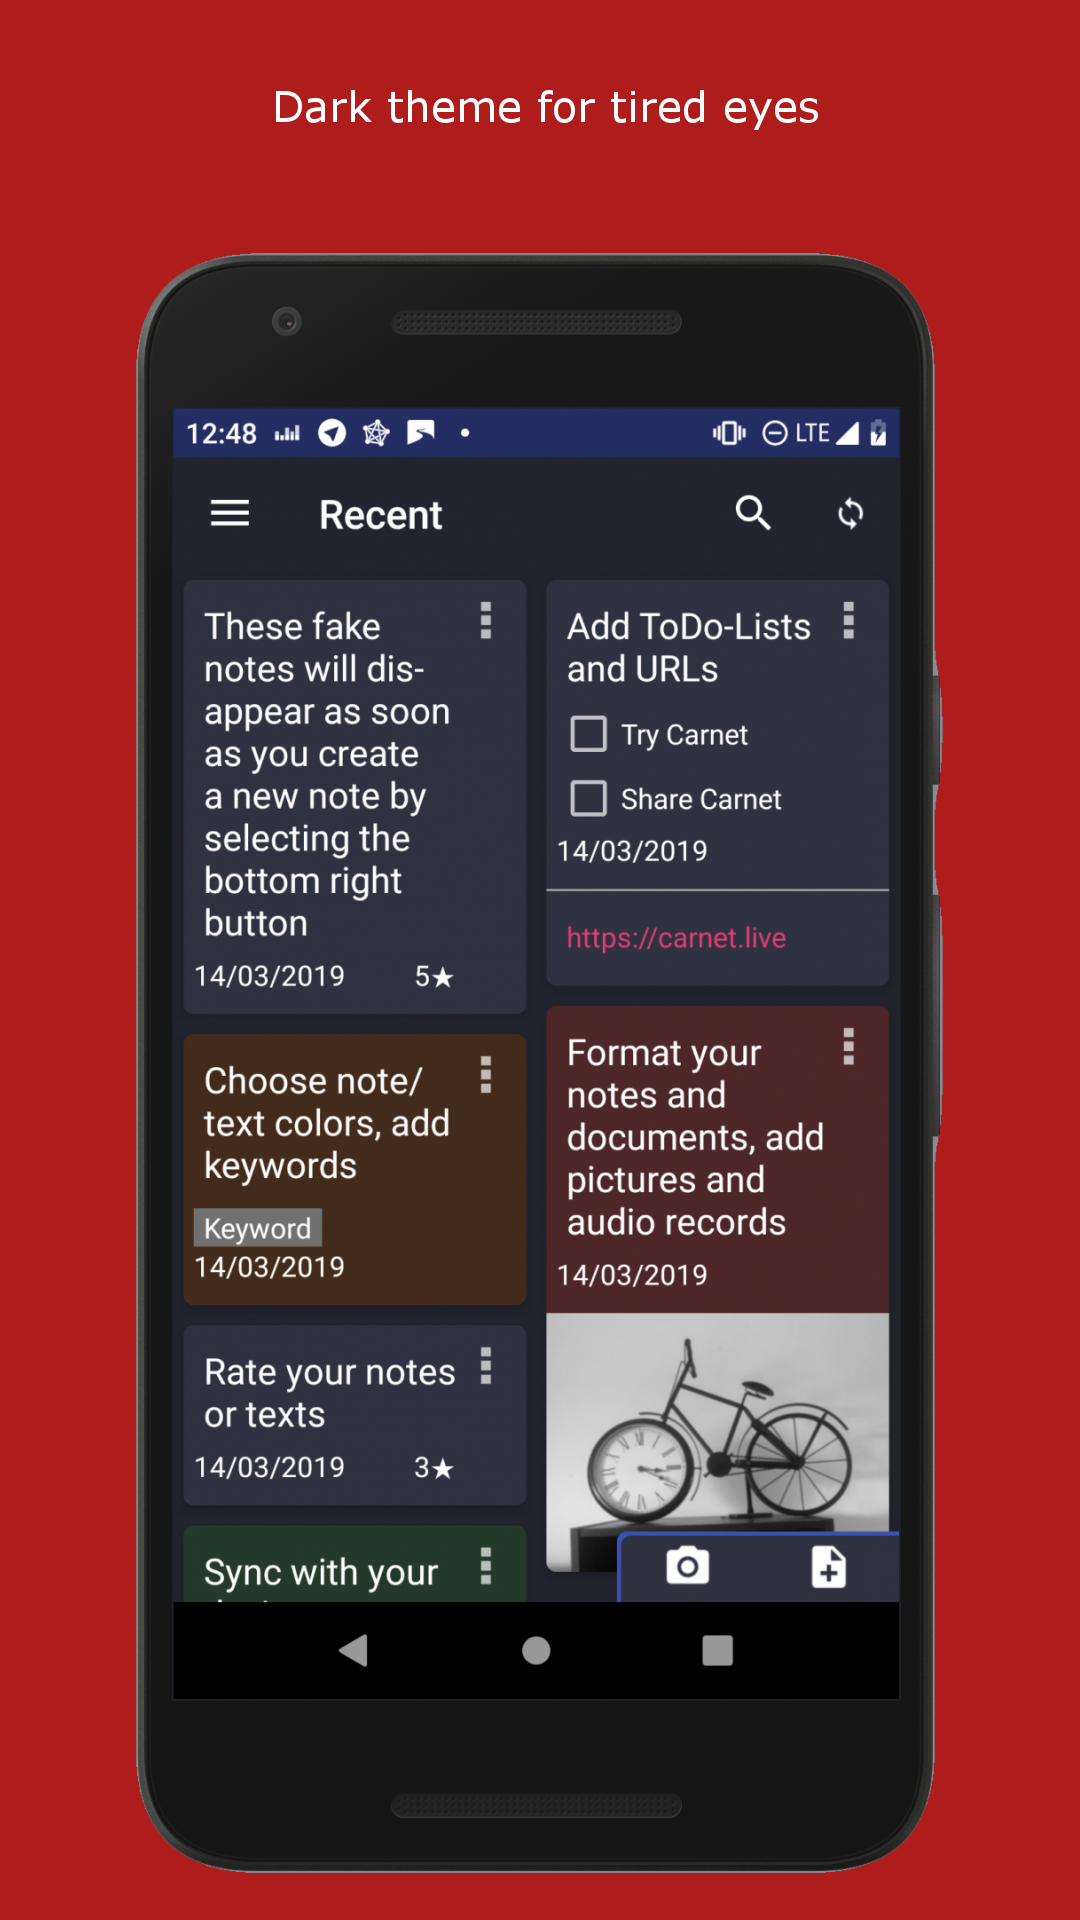 Dark theme for tired eyes
12:48
LTE
Recent
These fake
notes will dis-
appear as soon
as you create
a new note by
selecting the
bottom right
button
14/03/2019 5★
Choose note/
text colors, add
keywords
Keyword
14/03/2019
Rate your notes
or texts
14/03/2019 3★
Sync with your
Add ToDo-Lists
and URLs
Try Carnet
Share Carnet
14/03/2019
https://carnet.live
Format your
notes and
documents, add
pictures and
audio records
14/03/2019